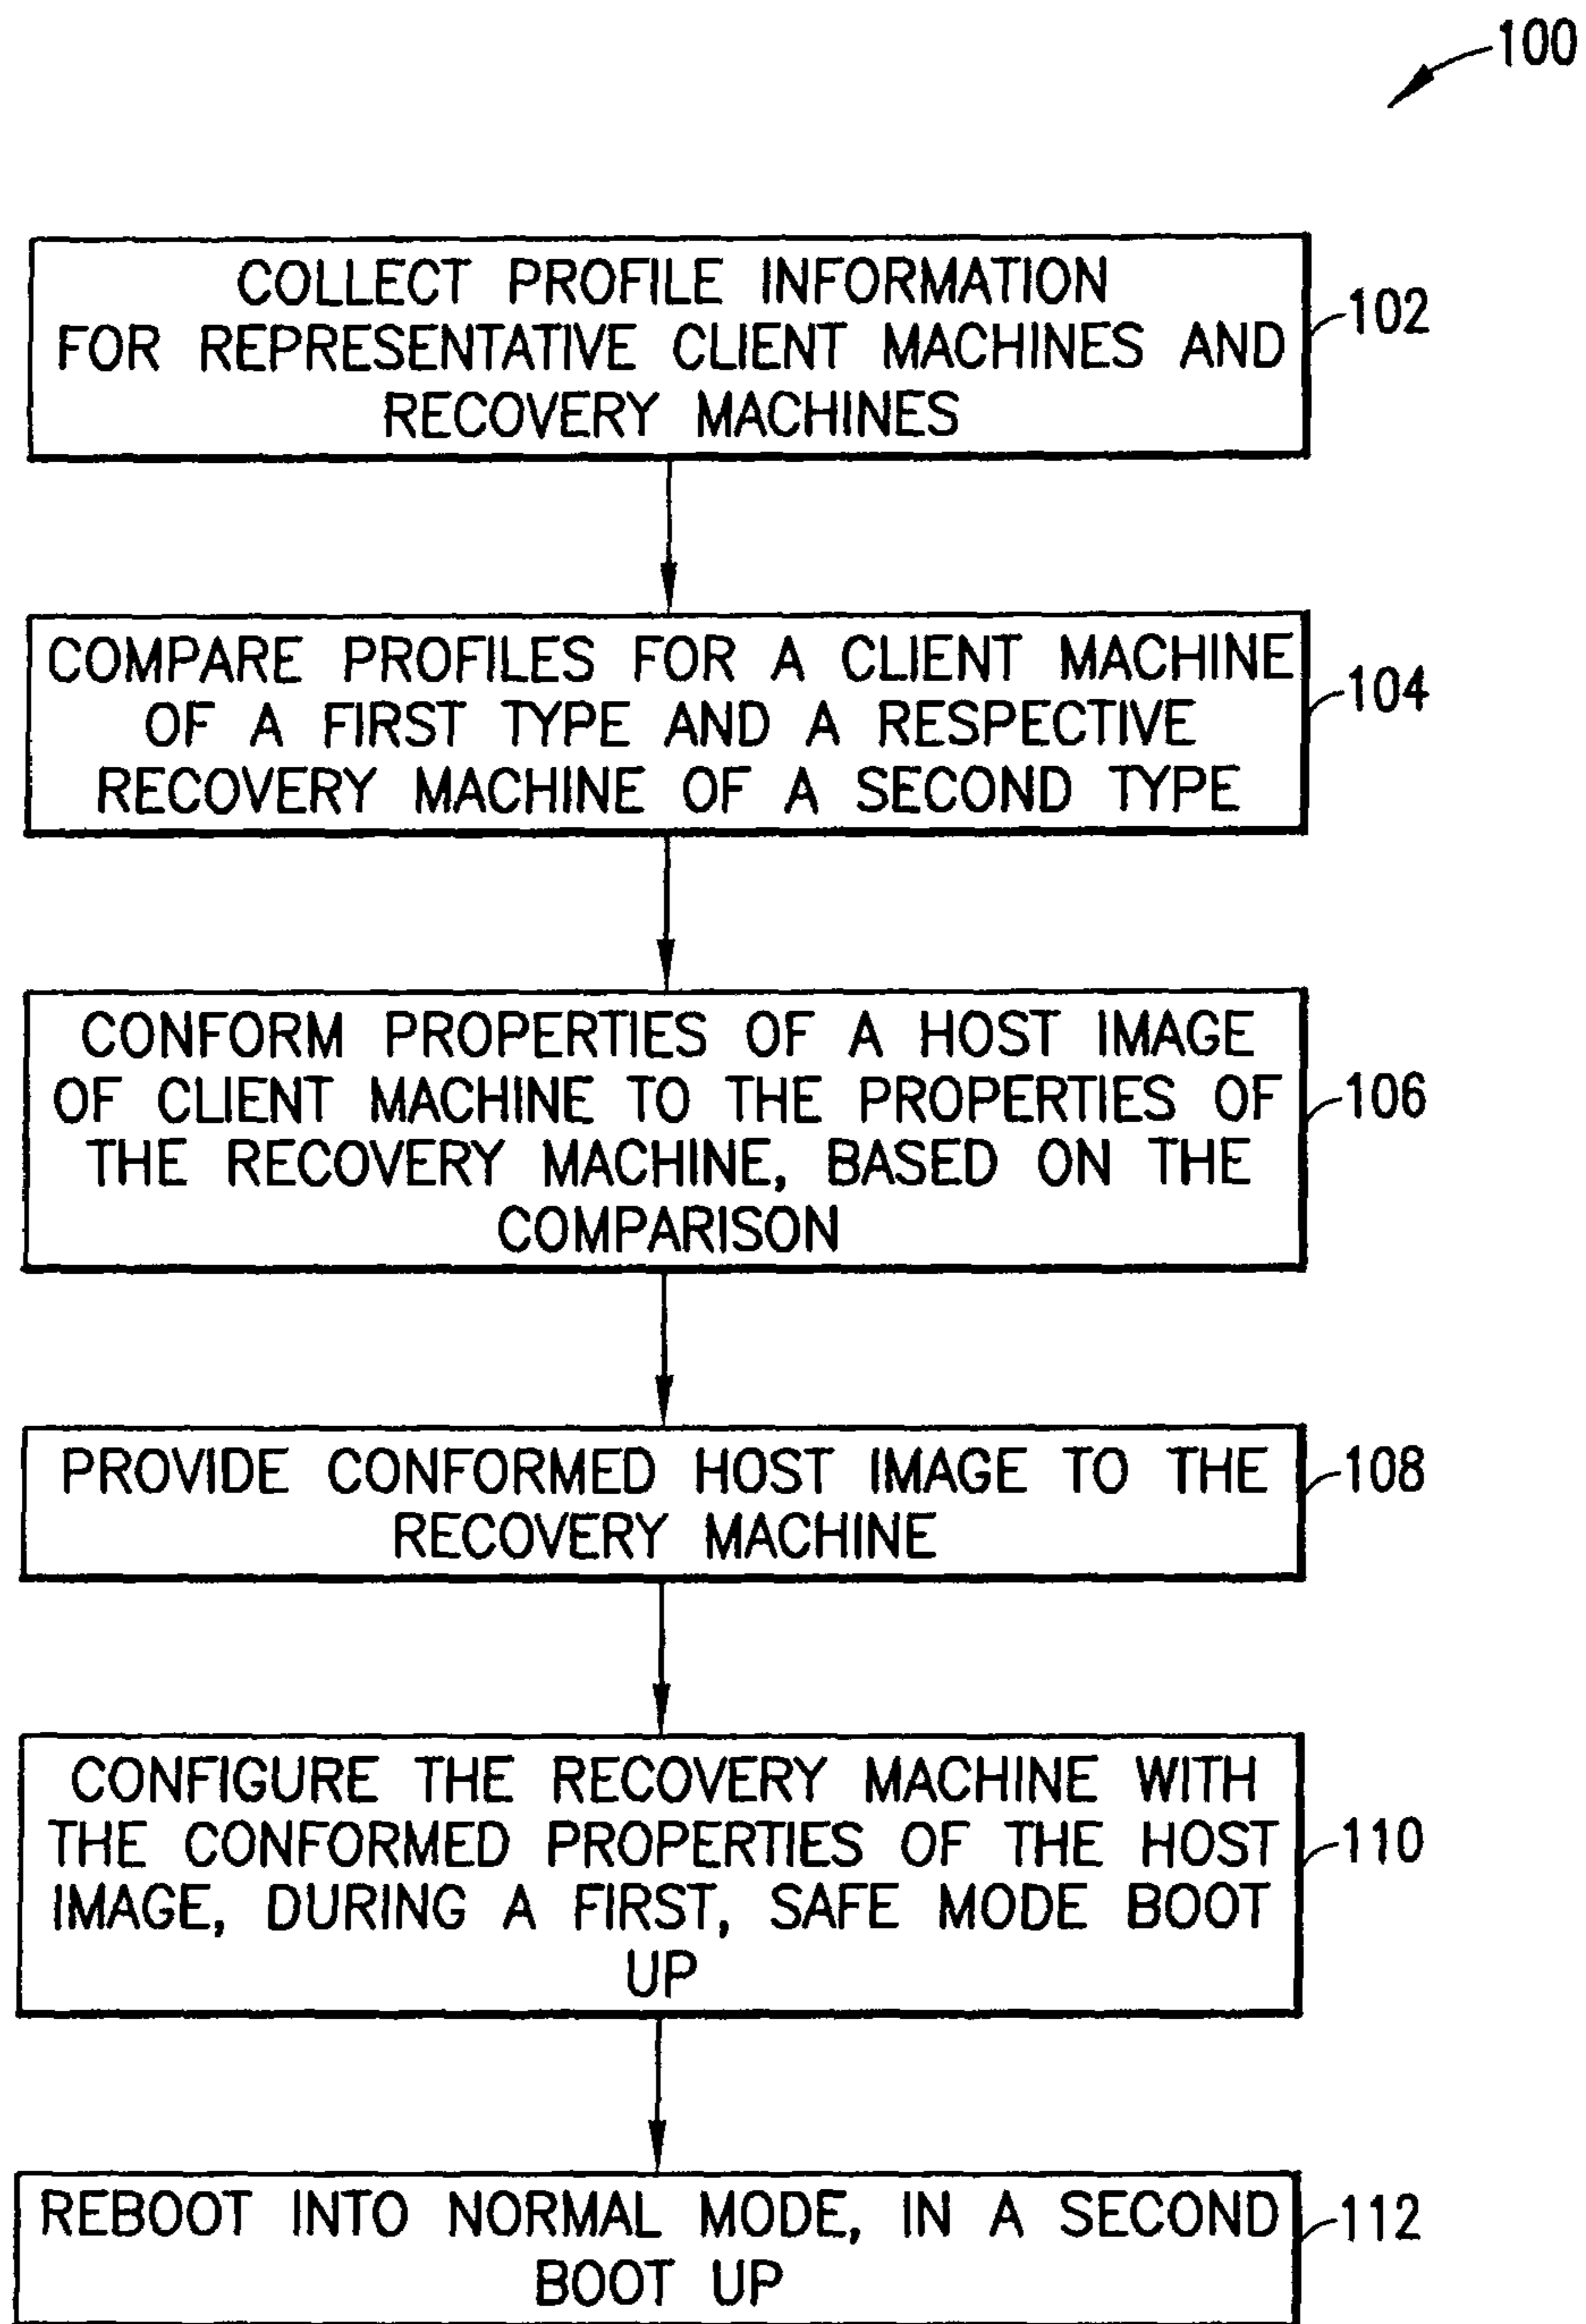 100
COLLECT PROFILE INFORMATION
FOR REPRESENTATIVE CLIENT MACHINES AND
RECOVERY MACHINES
102
COMPARE PROFILES FOR A CLIENT MACHINE
OF A FIRST TYPE AND A RESPECTIVE
RECOVERY MACHINE OF A SECOND TYPE
104
CONFORM PROPERTIES OF A HOST IMAGE
OF CLIENT MACHINE TO THE PROPERTIES OF
THE RECOVERY MACHINE, BASED ON THE
COMPARISON
106
PROVIDE CONFORMED HOST IMAGE TO THE
RECOVERY MACHINE
108
CONFIGURE THE RECOVERY MACHINE WITH
THE CONFORMED PROPERTIES OF THE HOST
IMAGE, DURING A FIRST, SAFE MODE BOOT
UP
110
REBOOT INTO NORMAL MODE, IN A SECOND
BOOT UP
112